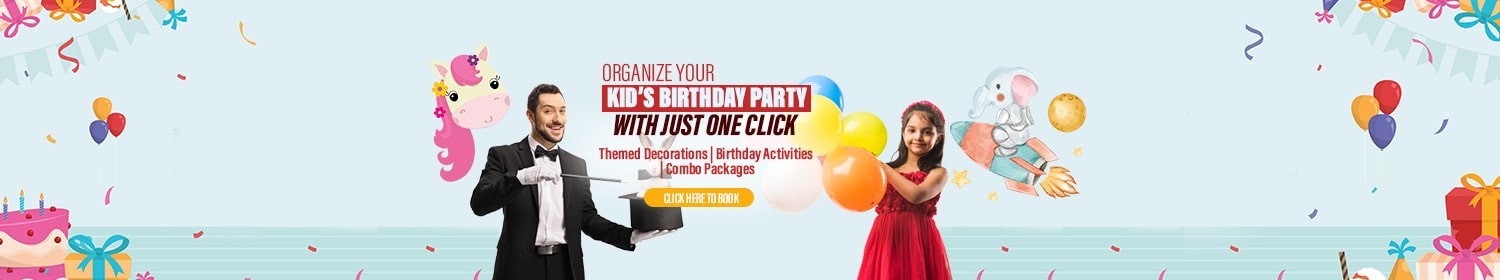 ORGANIZE YOUR
KID'S BIRTHDAY PARTY
WITH JUST ONE CLICK
Themed Decorations | Birthday Activities
| Combo Packages
CLICK HERE TO BOOK